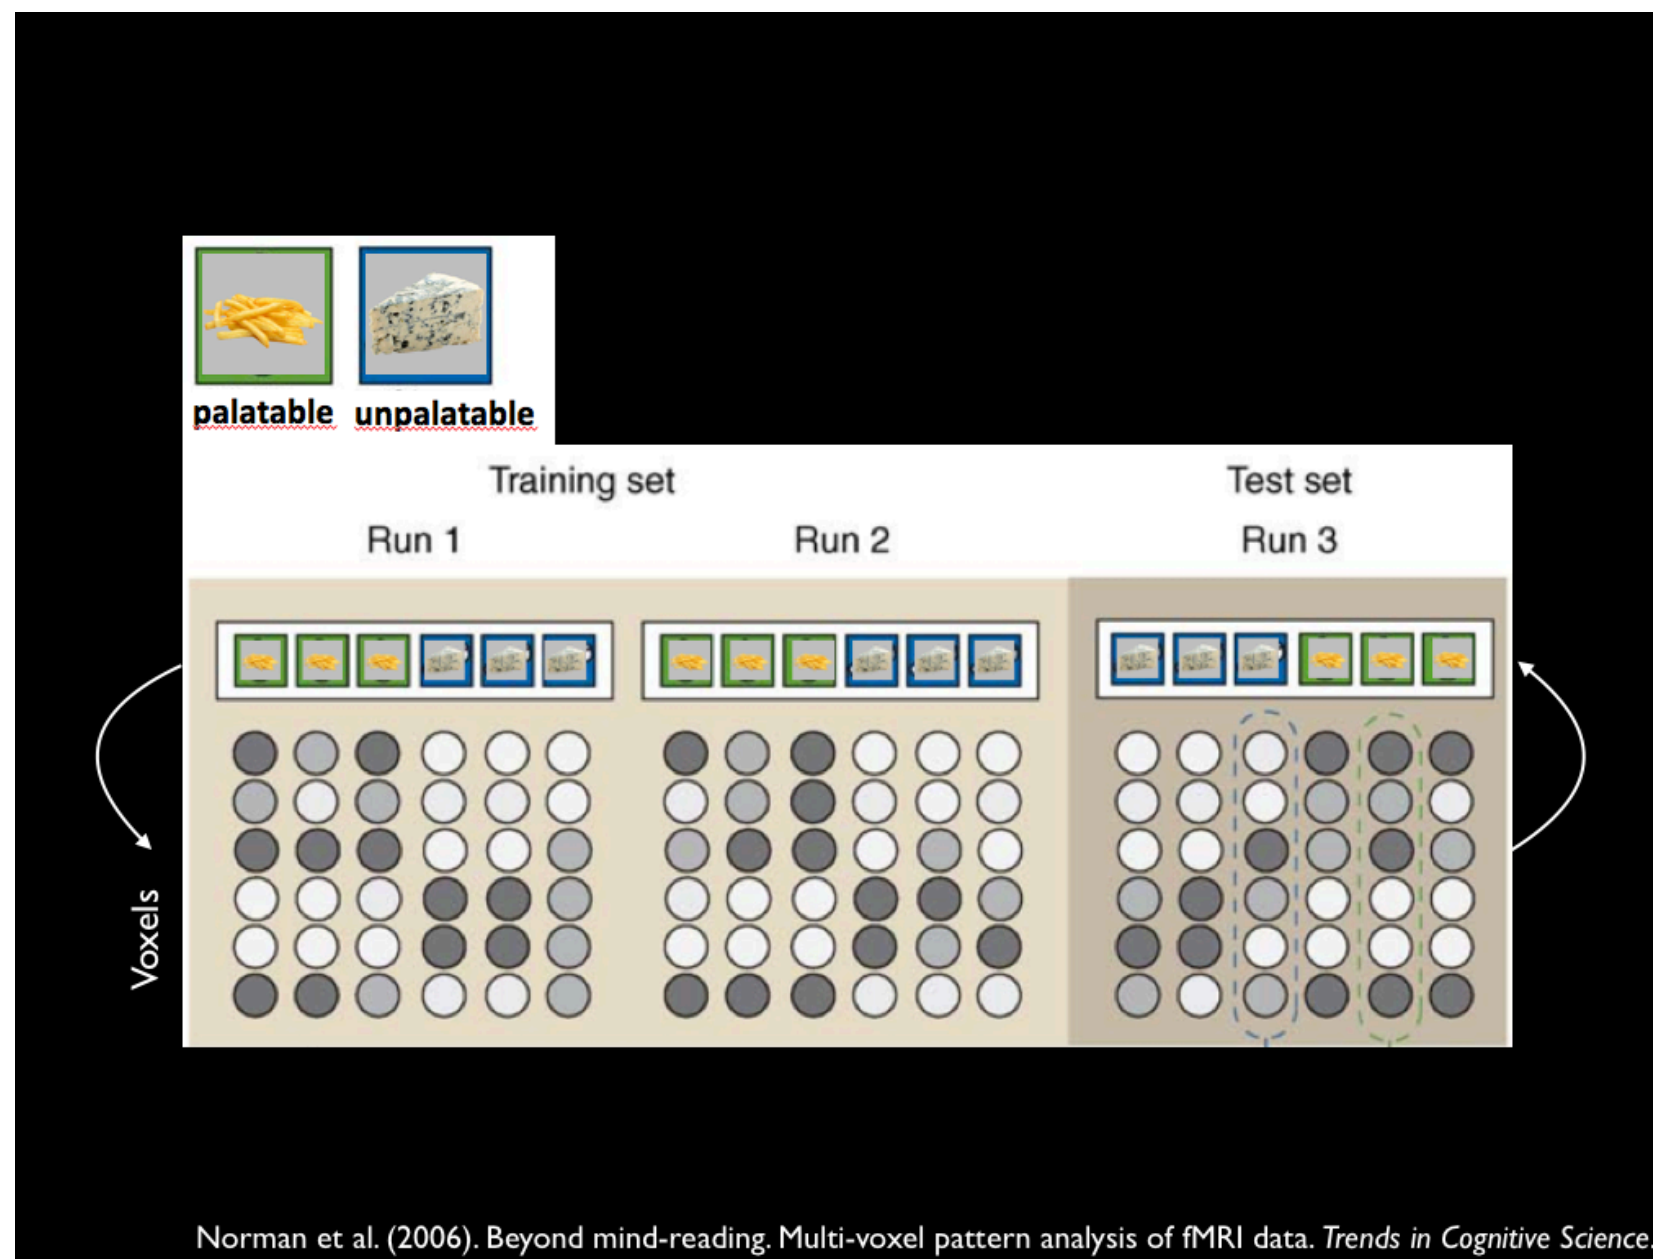 palatable unpalatable
Training set Test set
Run 1 Run 2 Run 3
Voxels
Norman et al. (2006). Beyond mind-reading. Multi-voxel pattern analysis of fMRI data. Trends in Cognitive Science.